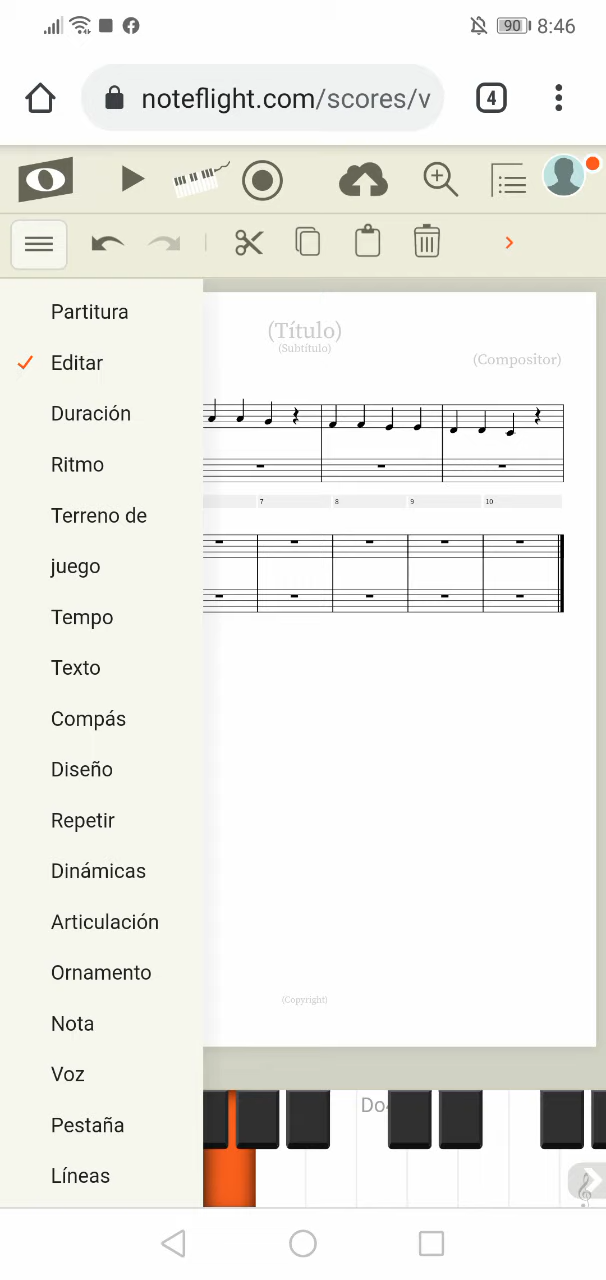 90 8:46
noteflight.com/scores/v
4
Partitura
Editar
Duración
Ritmo
Terreno de
juego
Tempo
Texto
Compás
Diseño
Repetir
Dinámicas
Articulación
Ornamento
Nota
Voz
Pestaña
Líneas
(Título)
(Subtítulo)
(Compositor)
7 8 9 10
(Copyright)